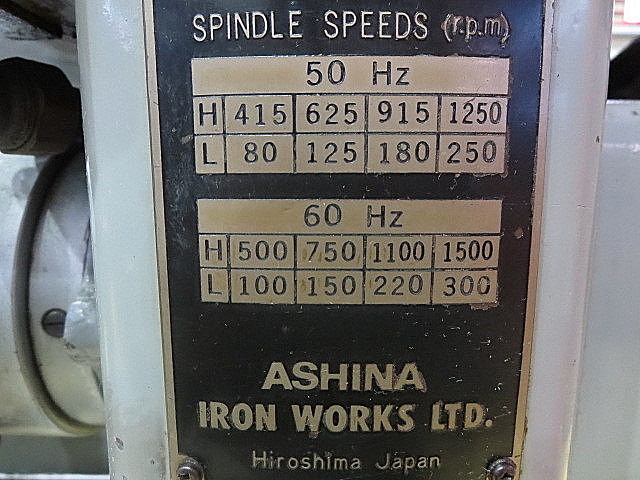 SPINDLE SPEEDS (r.p.m)
50 Hz
H 415 625 915 1250
L 80 125 180 250
60 Hz
H 500 750 1100 1500
L 100 150 220 300
ASHINA
IRON WORKS LTD.
Hiroshima Japan